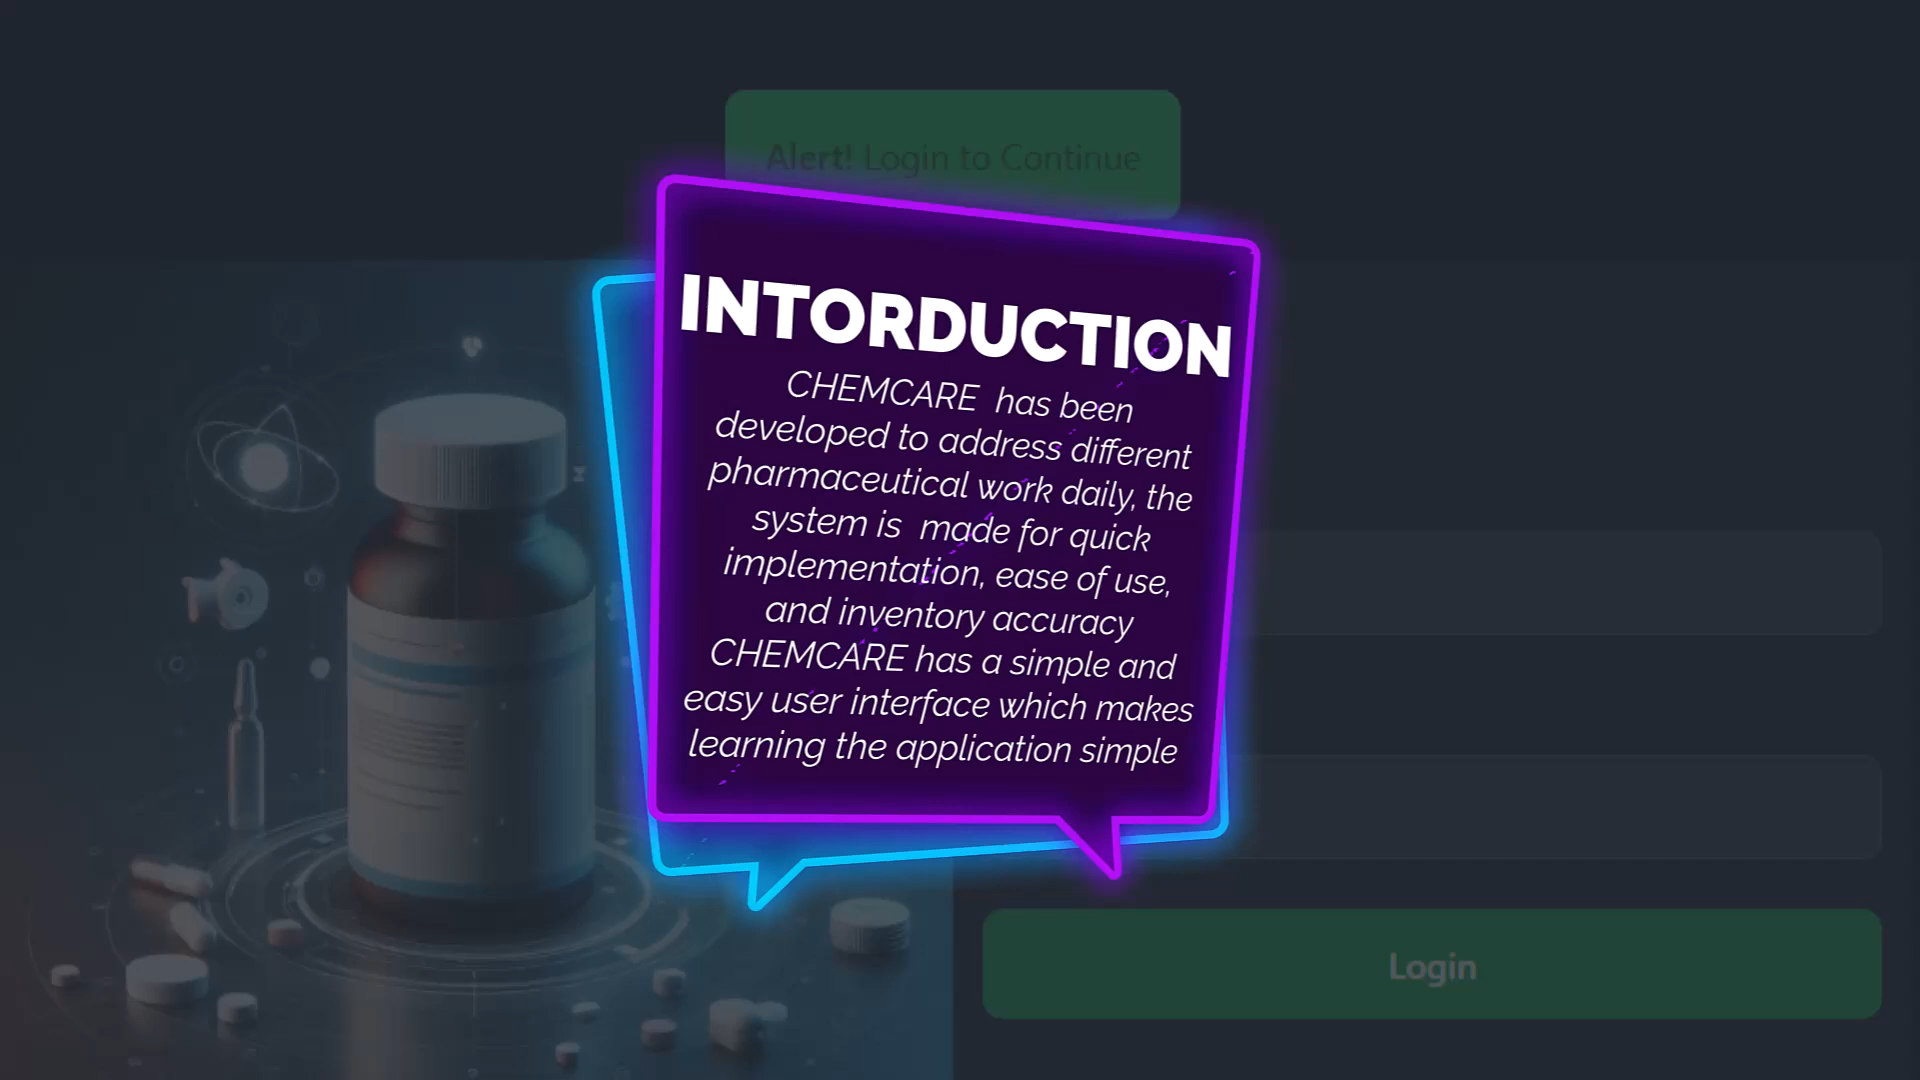 Alert! Login to Continue
INTORDUCTION
CHEMCARE  has been
developed to address different
pharmaceutical work daily, the
system is  made for quick
implementation, ease of use,
and inventory accuracy
CHEMCARE has a simple and
easy user interface which makes
learning the application simple
Login